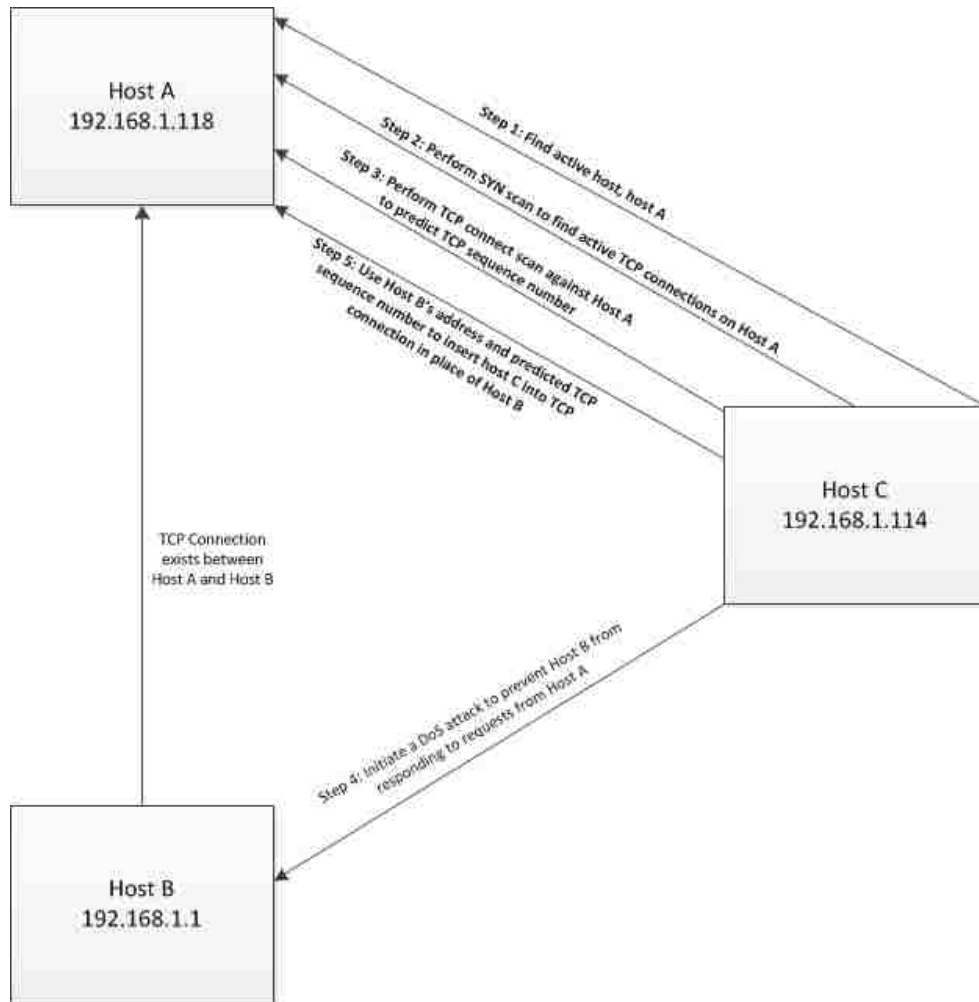 Host A
192.168.1.118
Step 1: Find active host, host A
Step 2: Perform SYN scan to find active TCP connections on Host A
Step 3: Perform TCP connect scan against Host A
to predict TCP sequence number
Step 5: Use Host B's address and predicted TCP
sequence number to insert host C into TCP
connection in place of Host B
Host C
192.168.1.114
TCP Connection
exists between
Host A and Host B
Step 4: Initiate a DoS attack to prevent Host B from
responding to requests from Host A
Host B
192.168.1.1